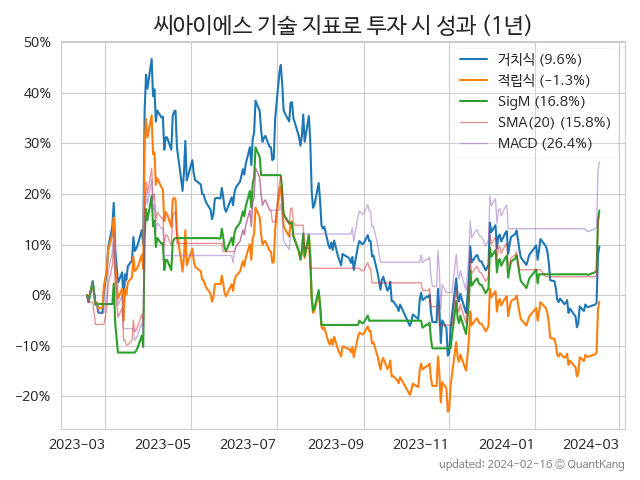 씨아이에스 기술 지표로 투자 시 성과 (1년)
거치식 (9.6%)
적립식 (−1.3%)
SigM (16.8%)
SMA(20) (15.8%)
MACD (26.4%)
50%
40%
30%
20%
10%
0%
−10%
−20%
2023-03 2023-05 2023-07 2023-09 2023-11 2024-01 2024-03
updated: 2024-02-16 © QuantKang